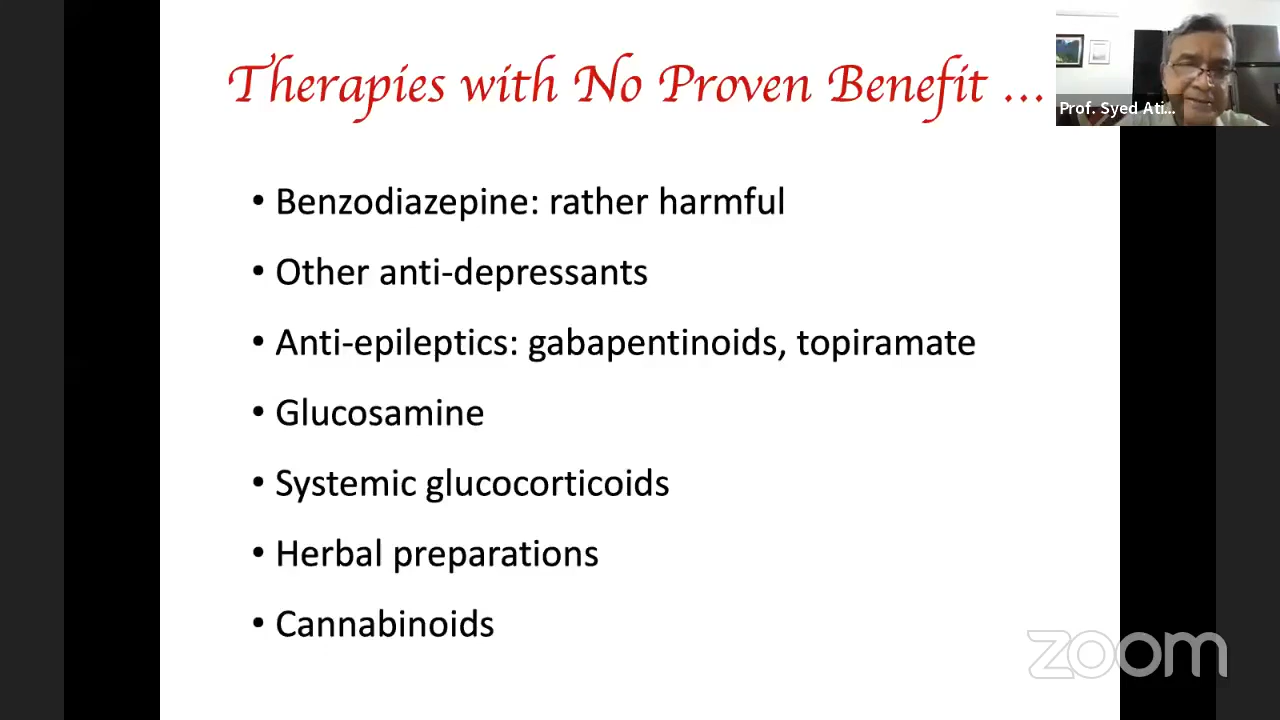 Therapies with No Proven Benefit ...
Prof. Syed Ati...
• Benzodiazepine: rather harmful
• Other anti-depressants
• Anti-epileptics: gabapentinoids, topiramate
• Glucosamine
• Systemic glucocorticoids
• Herbal preparations
• Cannabinoids
zoom